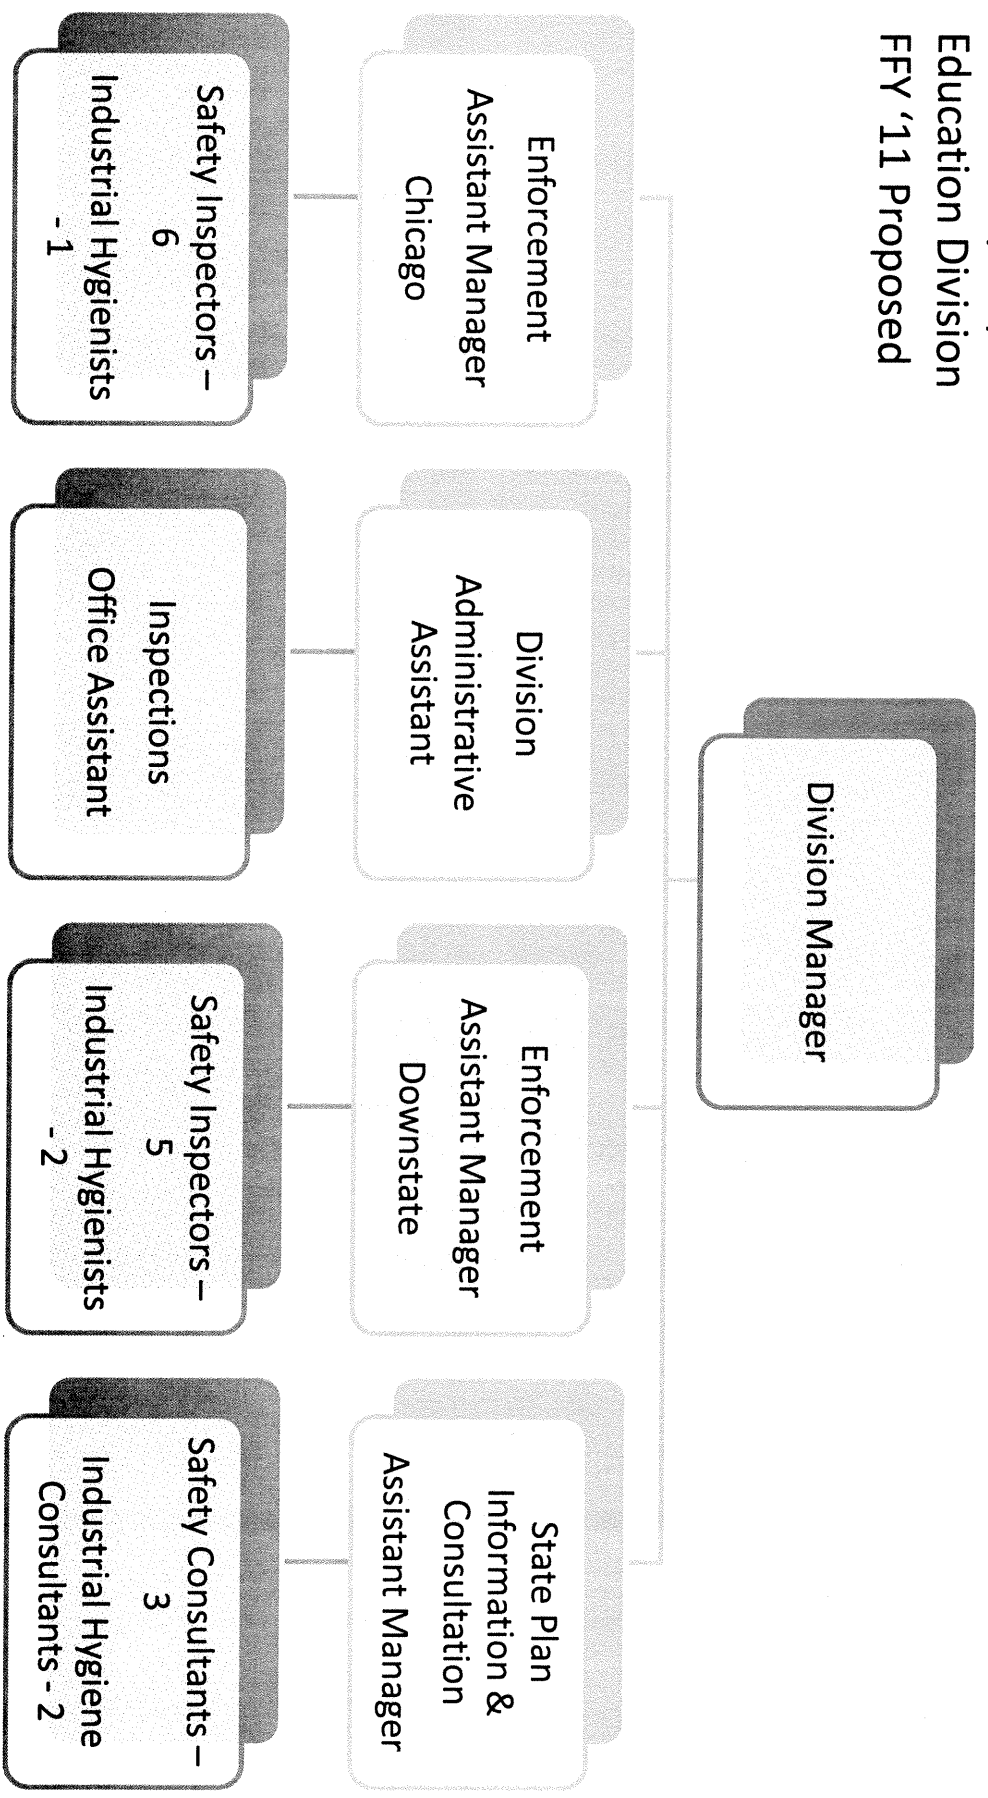 Education Division
FFY '11 Proposed
Division Manager
Enforcement
Assistant Manager
Chicago
Division
Administrative
Assistant
Enforcement
Assistant Manager
Downstate
State Plan
Information &
Consultation
Assistant Manager
Safety Inspectors –
6
Industrial Hygienists
- 1
Inspections
Office Assistant
Safety Inspectors –
5
Industrial Hygienists
- 2
Safety Consultants –
3
Industrial Hygiene
Consultants - 2